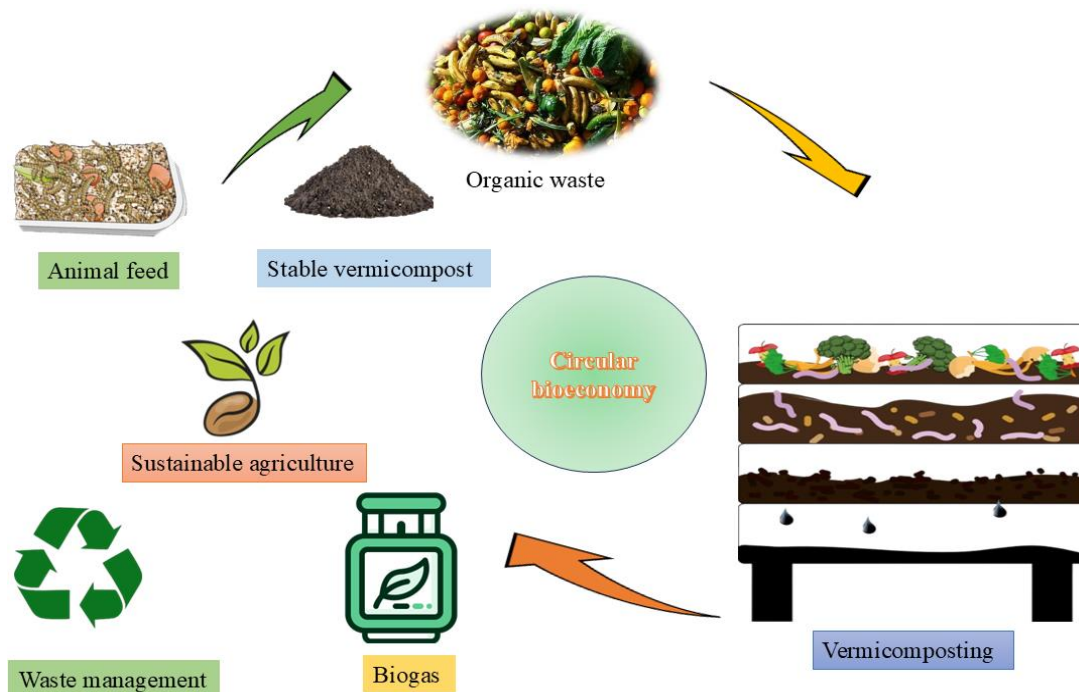 Organic waste
Animal feed
Stable vermicompost
Circular
bioeconomy
Sustainable agriculture
Vermicomposting
Waste management
Biogas